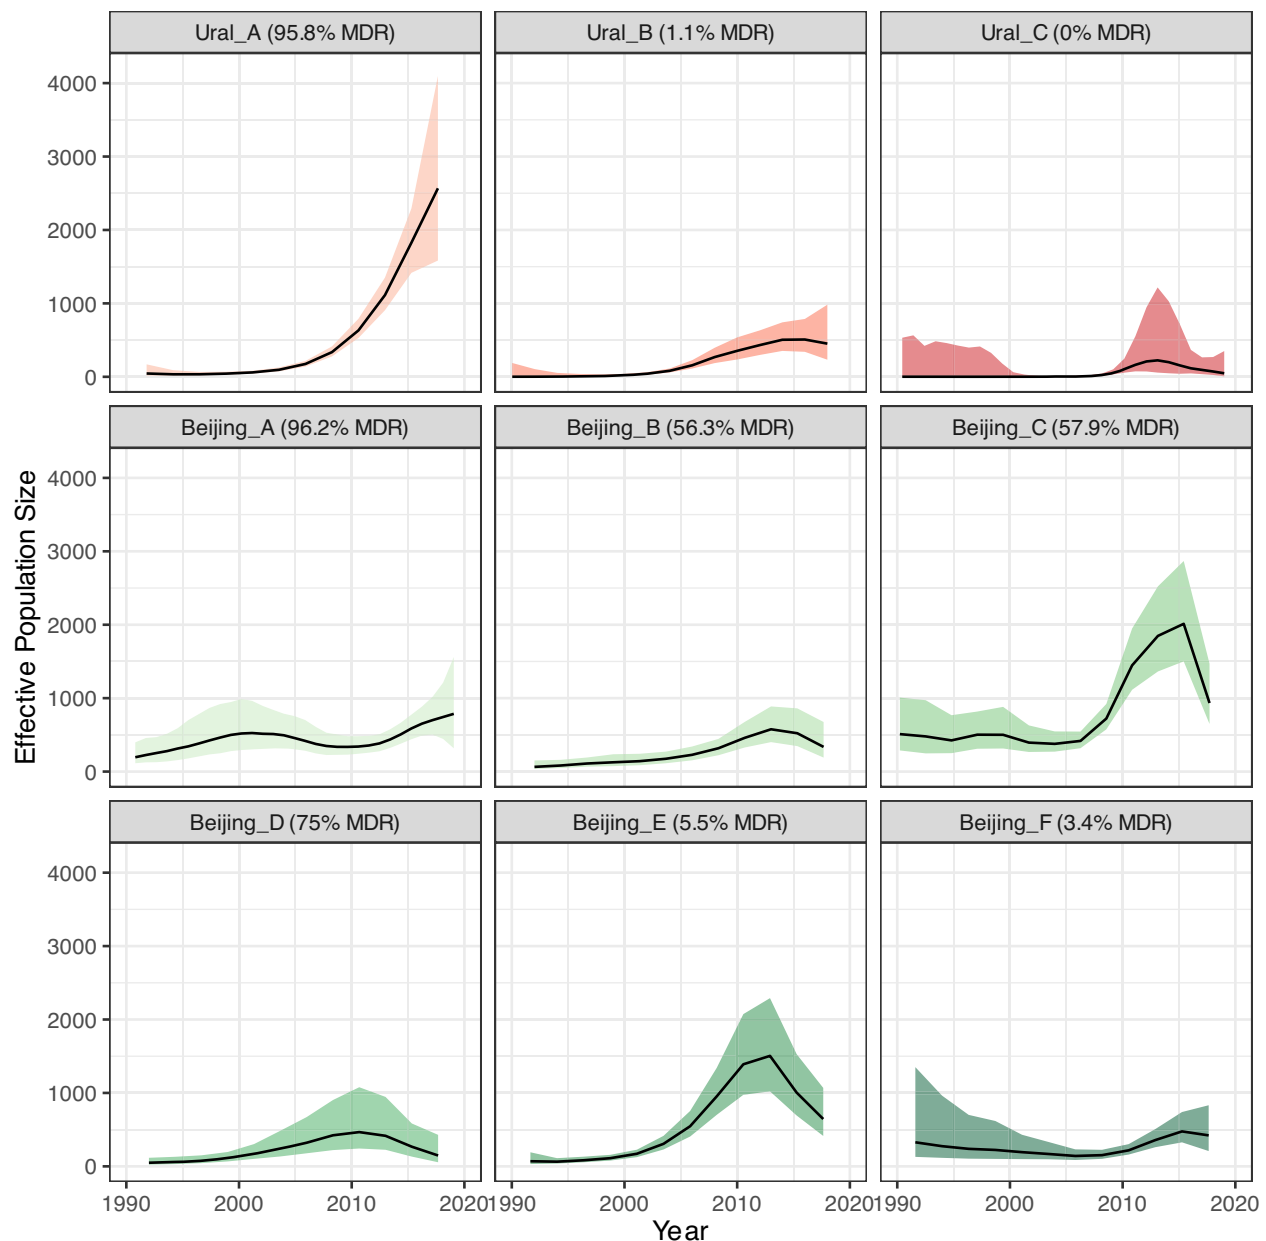 Ural_A (95.8% MDR)
Ural_B (1.1% MDR)
Ural_C (0% MDR)
4000
3000
2000
1000
0
Beijing_A (96.2% MDR)
Beijing_B (56.3% MDR)
Beijing_C (57.9% MDR)
4000
3000
2000
1000
0
Effective Population Size
Beijing_D (75% MDR)
Beijing_E (5.5% MDR)
Beijing_F (3.4% MDR)
4000
3000
2000
1000
0
1990 2000 2010 2020
1990 2000 2010 2020
1990 2000 2010 2020
Year